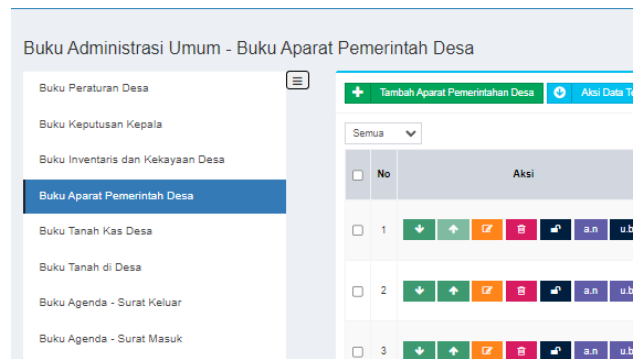 Buku Administrasi Umum - Buku Aparat Pemerintah Desa
Buku Peraturan Desa
Buku Keputusan Kepala
Buku Inventaris dan Kekayaan Desa
Buku Aparat Pemerintah Desa
Buku Tanah Kas Desa
Buku Tanah di Desa
Buku Agenda - Surat Keluar
Buku Agenda - Surat Masuk
Tambah Aparat Pemerintahan Desa Aksi Data
Semua
No Aksi
1 a.n u.b
2 a.n u.b
3 a.n u.b